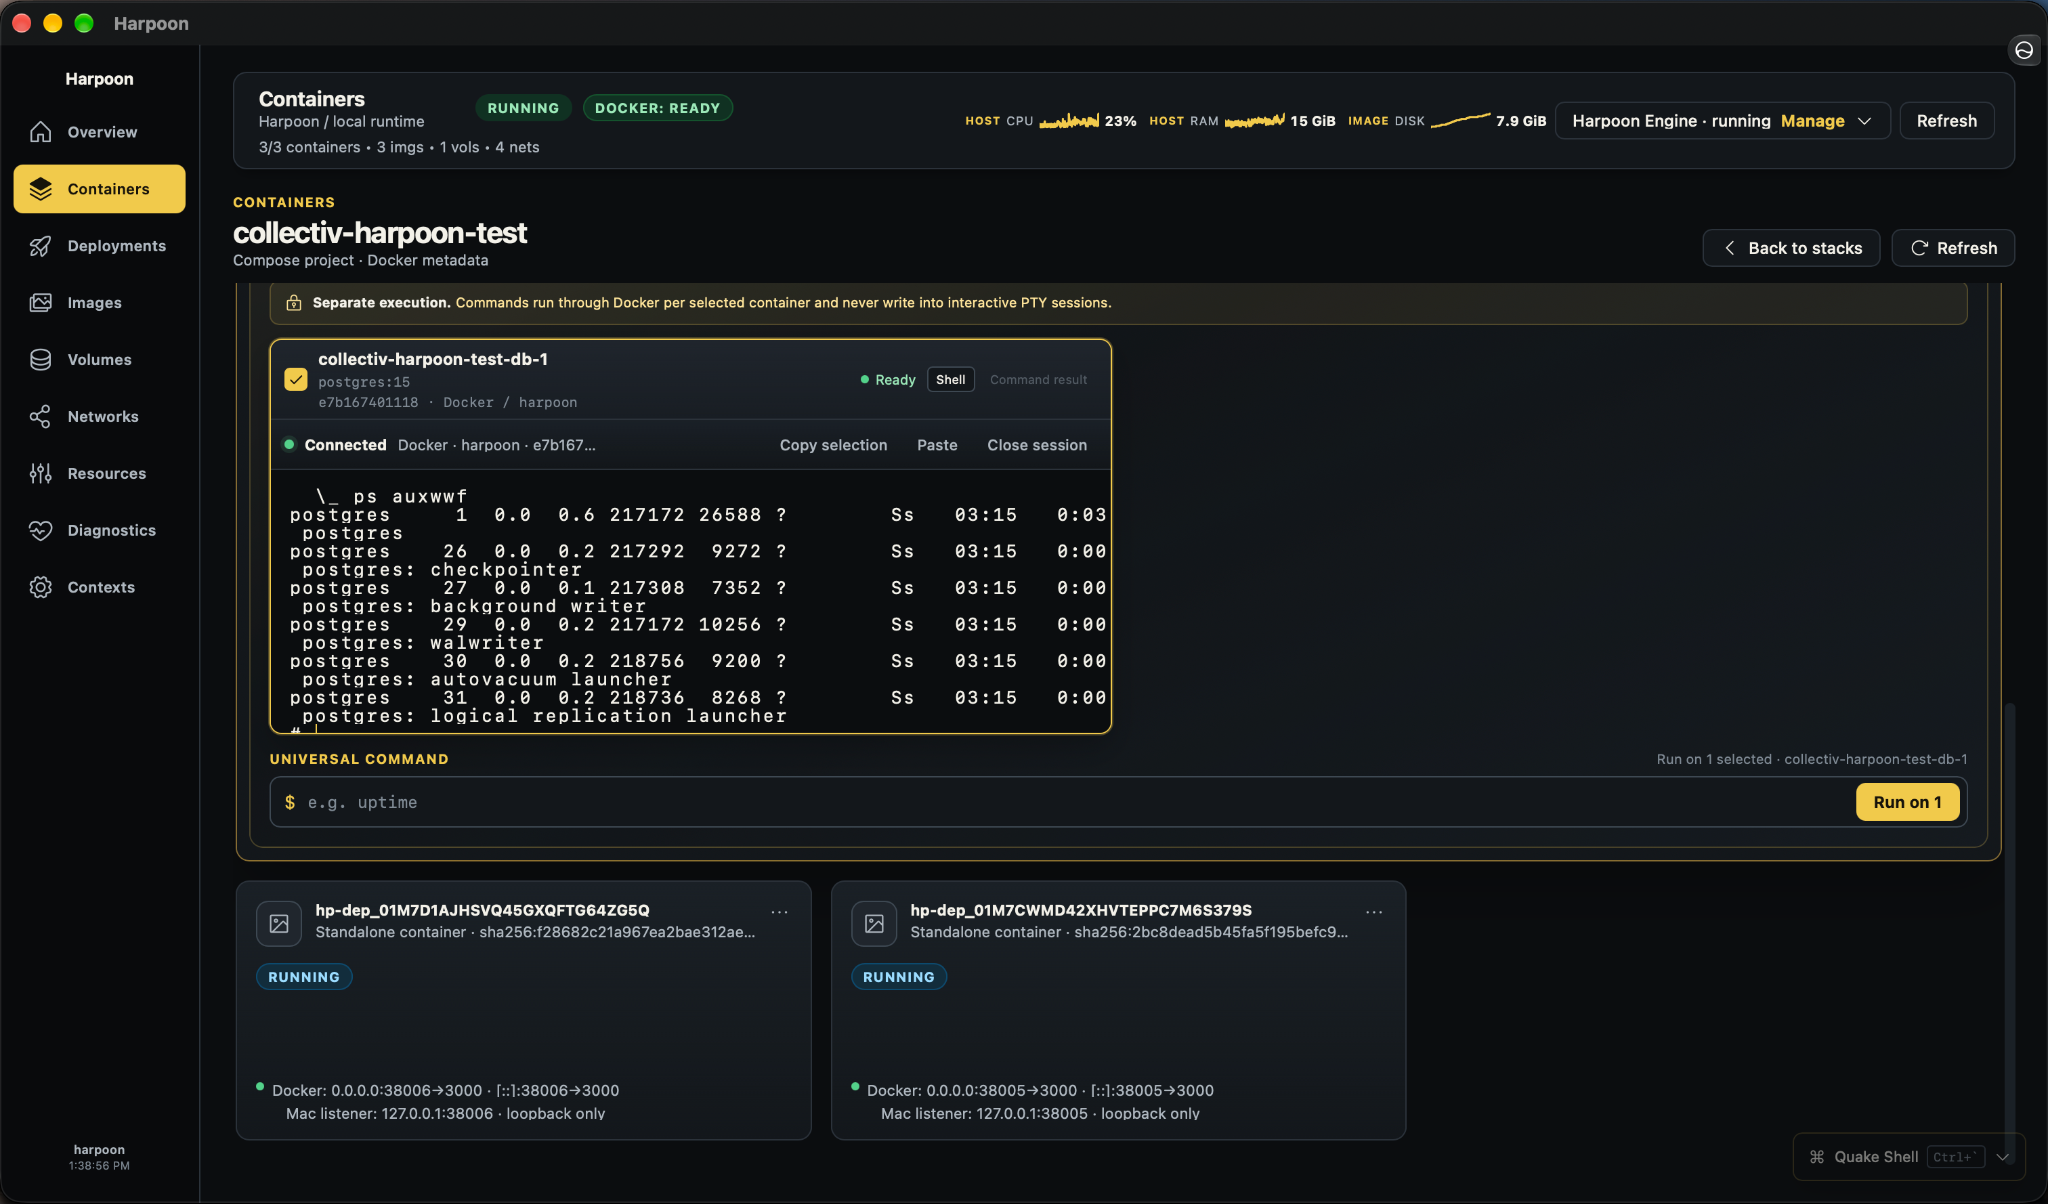 Harpoon
Harpoon
Overview
Containers
Deployments
Images
Volumes
Networks
Resources
Diagnostics
Contexts
harpoon
1:38:56 PM
Containers
Harpoon / local runtime
3/3 containers • 3 imgs • 1 vols • 4 nets
RUNNING
DOCKER: READY
HOST CPU 23% HOST RAM 15 GiB IMAGE DISK 7.9 GiB
Harpoon Engine · running Manage
Refresh
CONTAINERS
collectiv-harpoon-test
Compose project · Docker metadata
Back to stacks
Refresh
Separate execution. Commands run through Docker per selected container and never write into interactive PTY sessions.
collectiv-harpoon-test-db-1
postgres:15
e7b167401118 · Docker / harpoon
Ready
Shell
Command result
Connected Docker · harpoon · e7b167...
Copy selection
Paste
Close session
\_ ps auxwwf
postgres 1 0.0 0.6 217172 26588 ? Ss 03:15 0:03
postgres
postgres 26 0.0 0.2 217292 9272 ? Ss 03:15 0:00
postgres: checkpointer
postgres 27 0.0 0.1 217308 7352 ? Ss 03:15 0:00
postgres: background writer
postgres 29 0.0 0.2 217172 10256 ? Ss 03:15 0:00
postgres: walwriter
postgres 30 0.0 0.2 218756 9200 ? Ss 03:15 0:00
postgres: autovacuum launcher
postgres 31 0.0 0.2 218736 8268 ? Ss 03:15 0:00
postgres: logical replication launcher
#
UNIVERSAL COMMAND
Run on 1 selected · collectiv-harpoon-test-db-1
$ e.g. uptime
Run on 1
hp-dep_01M7D1AJHSVQ45GXQFTG64ZG5Q
Standalone container · sha256:f28682c21a967ea2bae312ae...
RUNNING
Docker: 0.0.0.0:38006→3000 · [::]:38006→3000
Mac listener: 127.0.0.1:38006 · loopback only
hp-dep_01M7CWMD42XHVTEPPC7M6S379S
Standalone container · sha256:2bc8dead5b45fa5f195befc9...
RUNNING
Docker: 0.0.0.0:38005→3000 · [::]:38005→3000
Mac listener: 127.0.0.1:38005 · loopback only
⌘ Quake Shell Ctrl+`